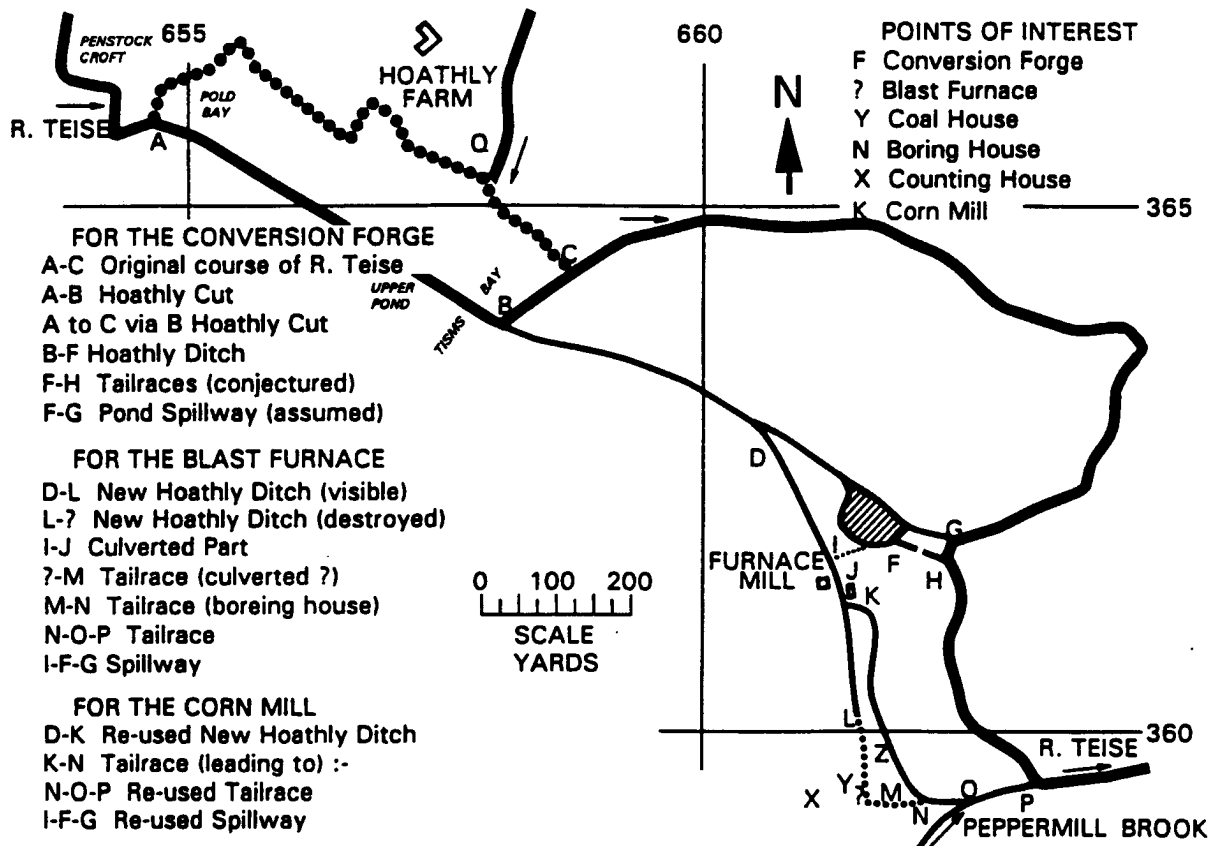 PENSTOCK
CROFT
655
POLD
BAY
HOATHLY
FARM
660
POINTS OF INTEREST
F Conversion Forge
? Blast Furnace
Y Coal House
N Boring House
X Counting House
K Corn Mill
N
R. TEISE
A
Q
365
FOR THE CONVERSION FORGE
A-C Original course of R. Teise
A-B Hoathly Cut
A to C via B Hoathly Cut
B-F Hoathly Ditch
F-H Tailraces (conjectured)
F-G Pond Spillway (assumed)
C
UPPER
POND
BAY
TISMS
B
FOR THE BLAST FURNACE
D-L New Hoathly Ditch (visible)
L-? New Hoathly Ditch (destroyed)
I-J Culverted Part
?-M Tailrace (culverted ?)
M-N Tailrace (boreing house)
N-O-P Tailrace
I-F-G Spillway
D
I
F
G
H
FURNACE
MILL
J
K
0 100 200
SCALE
YARDS
FOR THE CORN MILL
D-K Re-used New Hoathly Ditch
K-N Tailrace (leading to) :-
N-O-P Re-used Tailrace
I-F-G Re-used Spillway
L
360
Z
R. TEISE
X
Y
?
M
N
O
P
PEPPERMILL BROOK